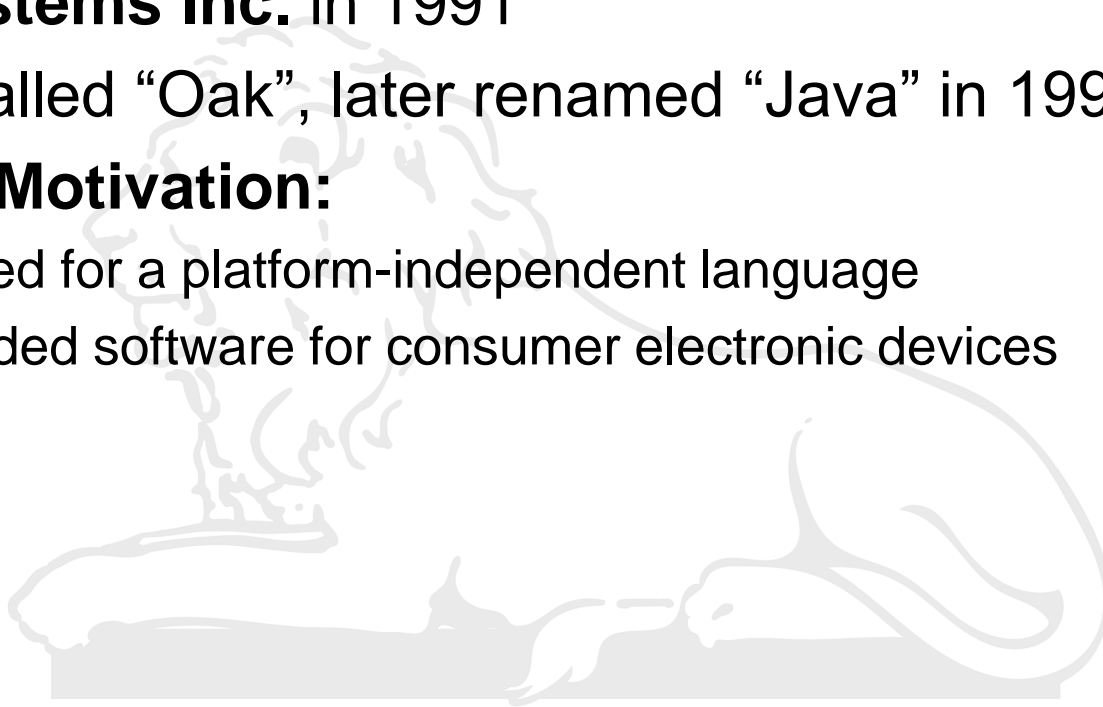 stems Inc. in 1991
alled “Oak”, later renamed “Java” in 199
Motivation:
ed for a platform-independent language
ded software for consumer electronic devices